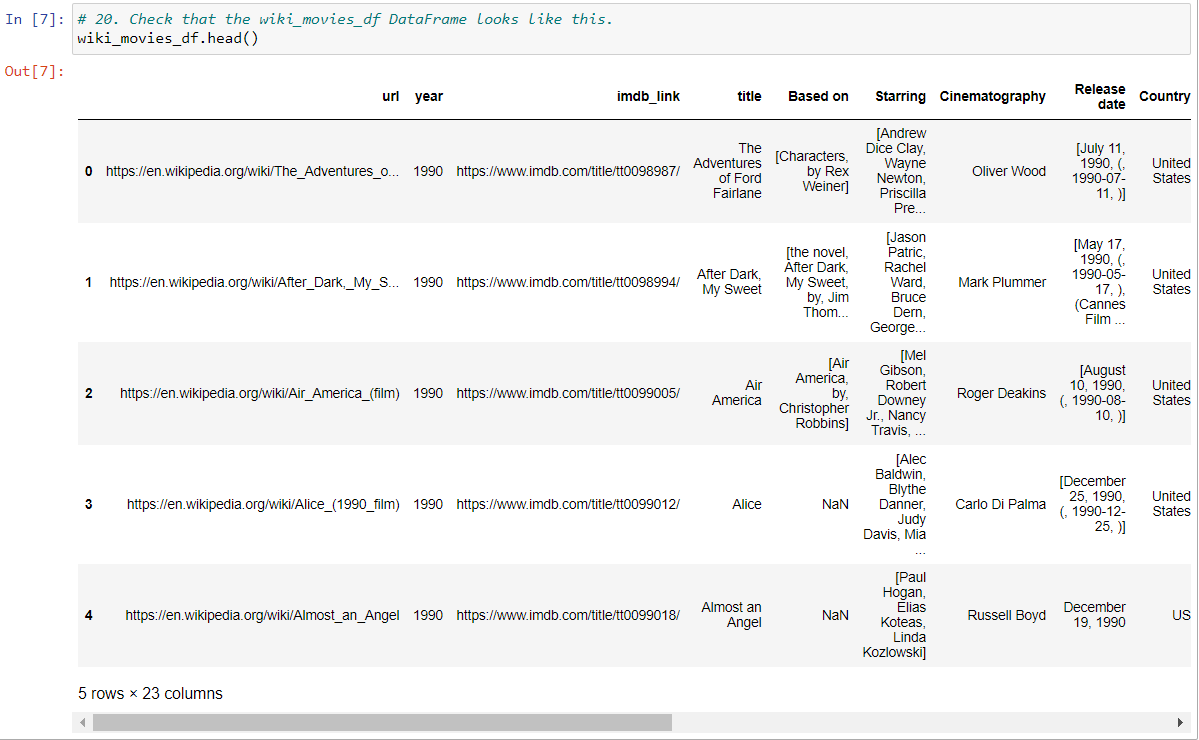 In [7]: # 20. Check that the wiki_movies_df DataFrame looks like this.
wiki_movies_df.head()
Out[7]:
url year imdb_link title Based on Starring Cinematography Release date Country
0 https://en.wikipedia.org/wiki/The_Adventures_o... 1990 https://www.imdb.com/title/tt0098987/ The Adventures of Ford Fairlane [Characters, by Rex Weiner] [Andrew Dice Clay, Wayne Newton, Priscilla Pre... Oliver Wood [July 11, 1990, (, 1990-07-11, )] United States
1 https://en.wikipedia.org/wiki/After_Dark,_My_S... 1990 https://www.imdb.com/title/tt0098994/ After Dark, My Sweet [the novel, After Dark, My Sweet, by, Jim Thom... [Jason Patric, Rachel Ward, Bruce Dern, George... Mark Plummer [May 17, 1990, (, 1990-05-17, ), (Cannes Film ... United States
2 https://en.wikipedia.org/wiki/Air_America_(film) 1990 https://www.imdb.com/title/tt0099005/ Air America [Air America, by, Christopher Robbins] [Mel Gibson, Robert Downey Jr., Nancy Travis, ... Roger Deakins [August 10, 1990, (, 1990-08-10, )] United States
3 https://en.wikipedia.org/wiki/Alice_(1990_film) 1990 https://www.imdb.com/title/tt0099012/ Alice NaN [Alec Baldwin, Blythe Danner, Judy Davis, Mia ... Carlo Di Palma [December 25, 1990, (, 1990-12-25, )] United States
4 https://en.wikipedia.org/wiki/Almost_an_Angel 1990 https://www.imdb.com/title/tt0099018/ Almost an Angel NaN [Paul Hogan, Elias Koteas, Linda Kozlowski] Russell Boyd December 19, 1990 US
5 rows × 23 columns